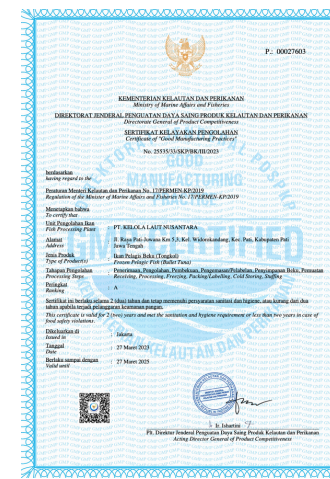 P.: 00027603
KEMENTERIAN KELAUTAN DAN PERIKANAN
Ministry of Marine Affairs and Fisheries
DIREKTORAT JENDERAL PENGUATAN DAYA SAING PRODUK KELAUTAN DAN PERIKANAN
Directorate General of Product Competitiveness
SERTIFIKAT KELAYAKAN PENGOLAHAN
Certificate of "Good Manufacturing Practices"
No. 25535/33/SKP/BK/III/2023
GOOD
MANUFACTURING
berdasarkan
having regard to the
Peraturan Menteri Kelautan dan Perikanan No. 17/PERMEN-KP/2019
Regulation of the Minister of Marine Affairs and Fisheries No. 17/PERMEN-KP/2019
Menetapkan bahwa
To certify that
Unit Pengolahan Ikan
Fish Processing Plant : PT. KELOLA LAUT NUSANTARA
Alamat : Jl. Raya Pati-Juwana Km 5,3, Kel. Widorokandang, Kec. Pati, Kabupaten Pati
Address Jawa Tengah
Jenis Produk : Ikan Pelagis Beku (Tongkol)
Type of Product(s) Frozen Pelagic Fish (Bullet Tuna)
Tahapan Pengolahan : Penerimaan, Pengolahan, Pembekuan, Pengemasan/Pelabelan, Penyimpanan Beku, Pemuatan
Processing Steps Receiving, Processing, Freezing, Packing/Labelling, Cold Storing, Stuffing
Peringkat : A
Ranking
Sertifikat ini berlaku selama 2 (dua) tahun dan tetap memenuhi persyaratan sanitasi dan higiene, atau kurang dari dua
tahun apabila terjadi pelanggaran keamanan pangan.
This certificate is valid for 2 (two) years and met the sanitation and hygiene requirement or less than two years in case of
food safety violations.
Dikeluarkan di : Jakarta
Issued in
Tanggal : 27 Maret 2023
Date
Berlaku sampai dengan : 27 Maret 2025
Valid until
Ir. Ishartini
Plt. Direktur Jenderal Penguatan Daya Saing Produk Kelautan dan Perikanan
Acting Director General of Product Competitiveness